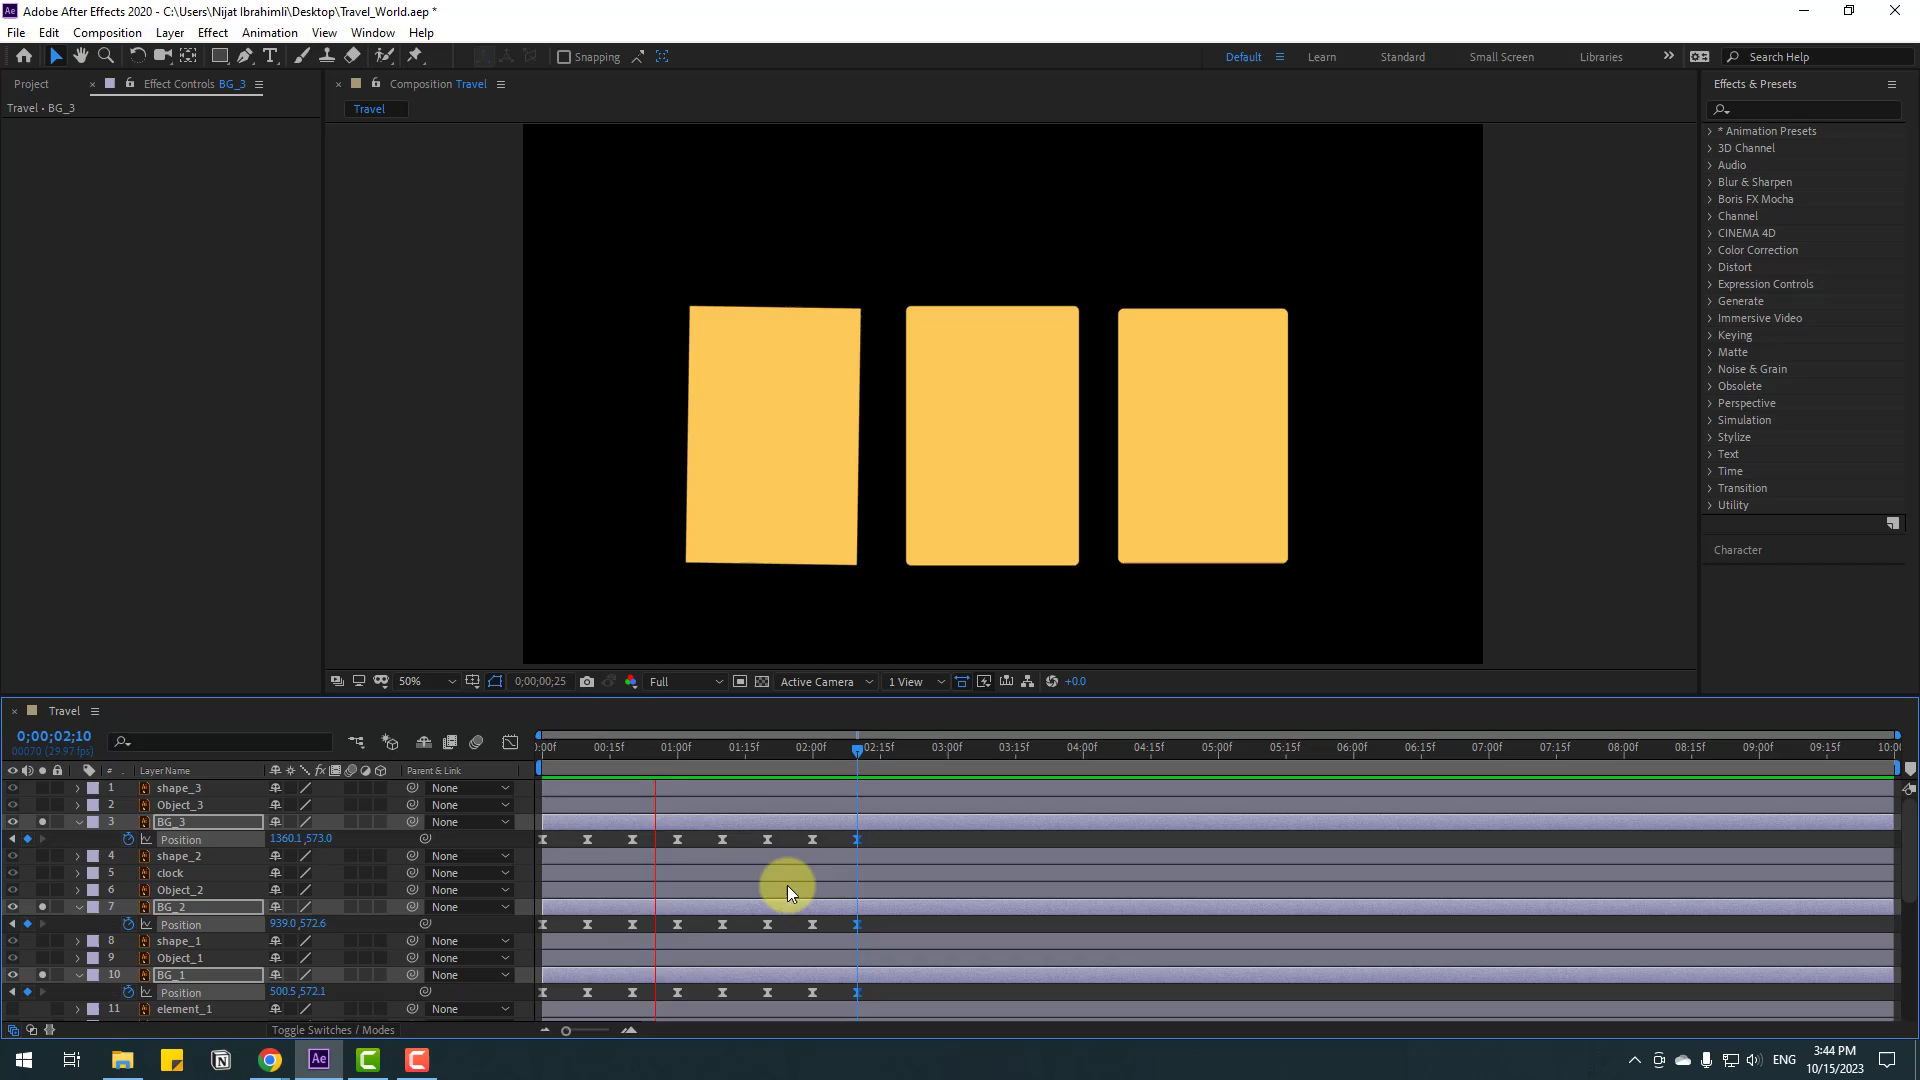 Adobe After Effects 2020 - C:\Users\Nijat Ibrahimli\Desktop\Travel_World.aep *
File Edit Composition Layer Effect Animation View Window Help
Snapping Default Learn Standard Small Screen Libraries Search Help
Project Effect Controls BG_3 Composition Travel Effects & Presets
Travel • BG_3
Travel
* Animation Presets
3D Channel
Audio
Blur & Sharpen
Boris FX Mocha
Channel
CINEMA 4D
Color Correction
Distort
Expression Controls
Generate
Immersive Video
Keying
Matte
Noise & Grain
Obsolete
Perspective
Simulation
Stylize
Text
Time
Transition
Utility
Character
50% 0;00;00;25 Full Active Camera 1 View +0.0
Travel
0;00;02;10
00070 (29.97 fps)
:00f 00:15f 01:00f 01:15f 02:00f 02:15f 03:00f 03:15f 04:00f 04:15f 05:00f 05:15f 06:00f 06:15f 07:00f 07:15f 08:00f 08:15f 09:00f 09:15f 10:00
# Layer Name Parent & Link
1 shape_3 None
2 Object_3 None
3 BG_3 None
Position 1360.1,573.0
4 shape_2 None
5 clock None
6 Object_2 None
7 BG_2 None
Position 939.0,572.6
8 shape_1 None
9 Object_1 None
10 BG_1 None
Position 500.5,572.1
11 element_1 None
Toggle Switches / Modes
Ae ENG 3:44 PM
10/15/2023